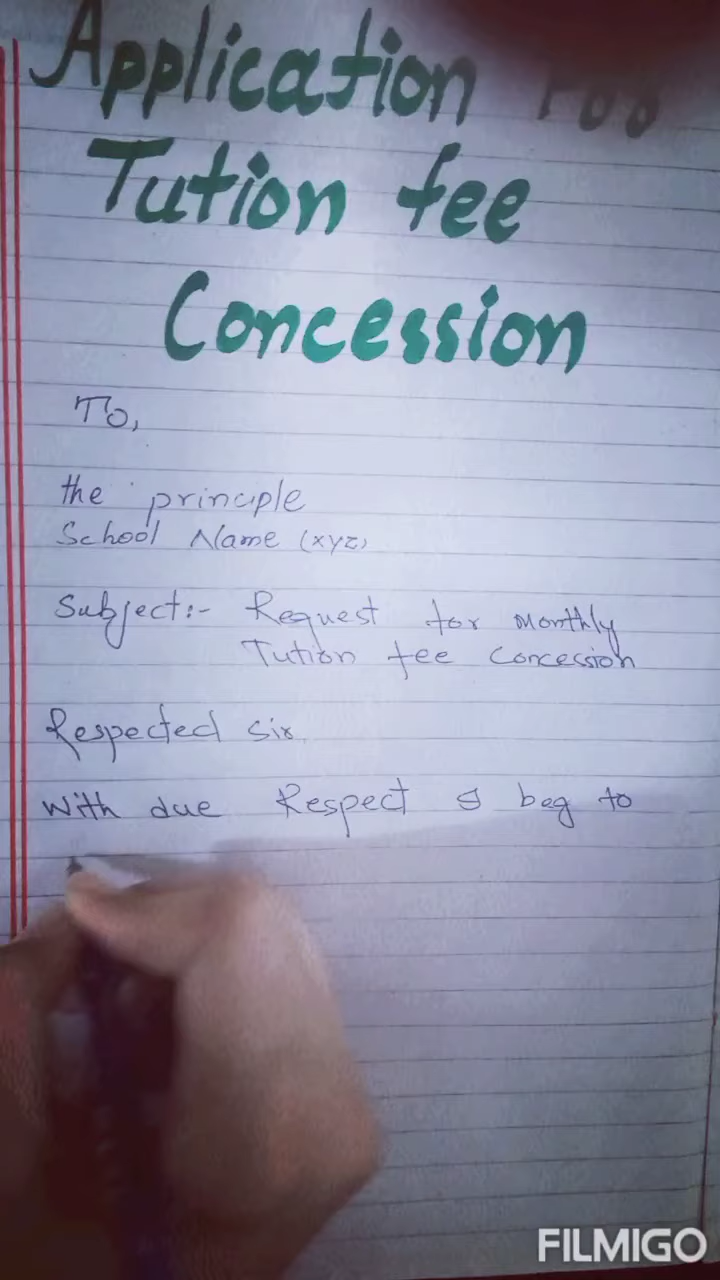 Application For
Tution fee
Concession
To,
the principle
School Name (xyz)
Subject:- Request for Monthly
Tution fee Concession
Respected Sir
With due Respect I beg to
FILMIGO